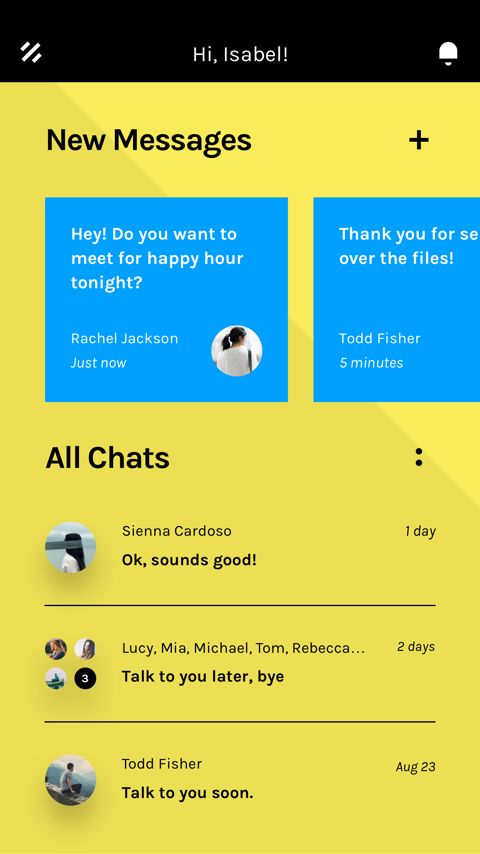 Hi, Isabel!
New Messages
Hey! Do you want to
meet for happy hour
tonight?
Rachel Jackson
Just now
Thank you for se
over the files!
Todd Fisher
5 minutes
All Chats
Sienna Cardoso
1 day
Ok, sounds good!
Lucy, Mia, Michael, Tom, Rebecca...
2 days
3
Talk to you later, bye
Todd Fisher
Aug 23
Talk to you soon.